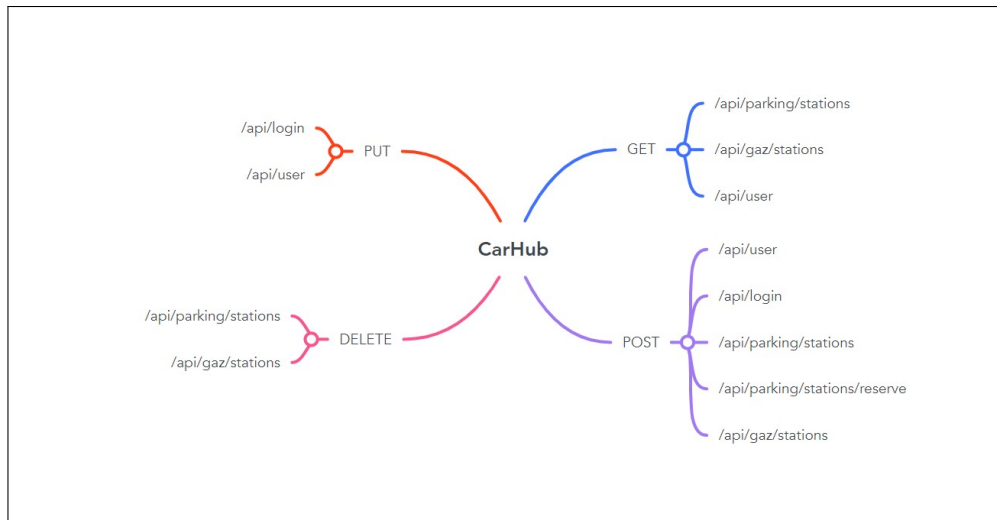 CarHub
PUT
/api/login
/api/user
DELETE
/api/parking/stations
/api/gaz/stations
GET
/api/parking/stations
/api/gaz/stations
/api/user
POST
/api/user
/api/login
/api/parking/stations
/api/parking/stations/reserve
/api/gaz/stations